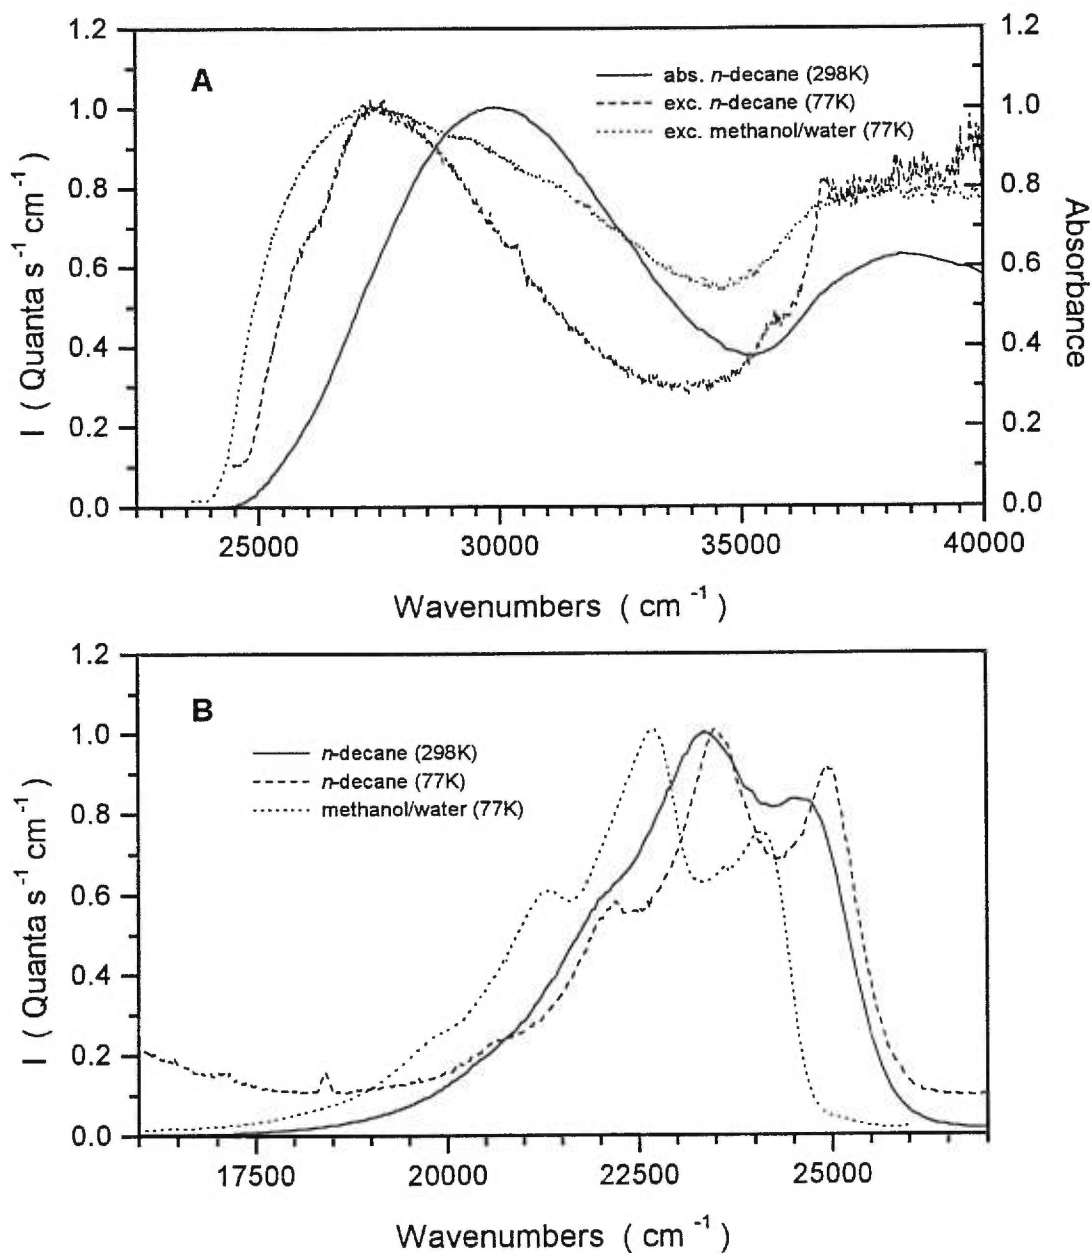 1.2
1.0
0.8
0.6
0.4
0.2
0.0
I ( Quanta s⁻¹ cm⁻¹)
A
abs. n-decane (298K)
exc. n-decane (77K)
exc. methanol/water (77K)
1.2
1.0
0.8
0.6
0.4
0.2
0.0
Absorbance
25000 30000 35000 40000
Wavenumbers ( cm ⁻¹)
1.2
1.0
0.8
0.6
0.4
0.2
0.0
I ( Quanta s⁻¹ cm⁻¹)
B
n-decane (298K)
n-decane (77K)
methanol/water (77K)
17500 20000 22500 25000
Wavenumbers ( cm ⁻¹)